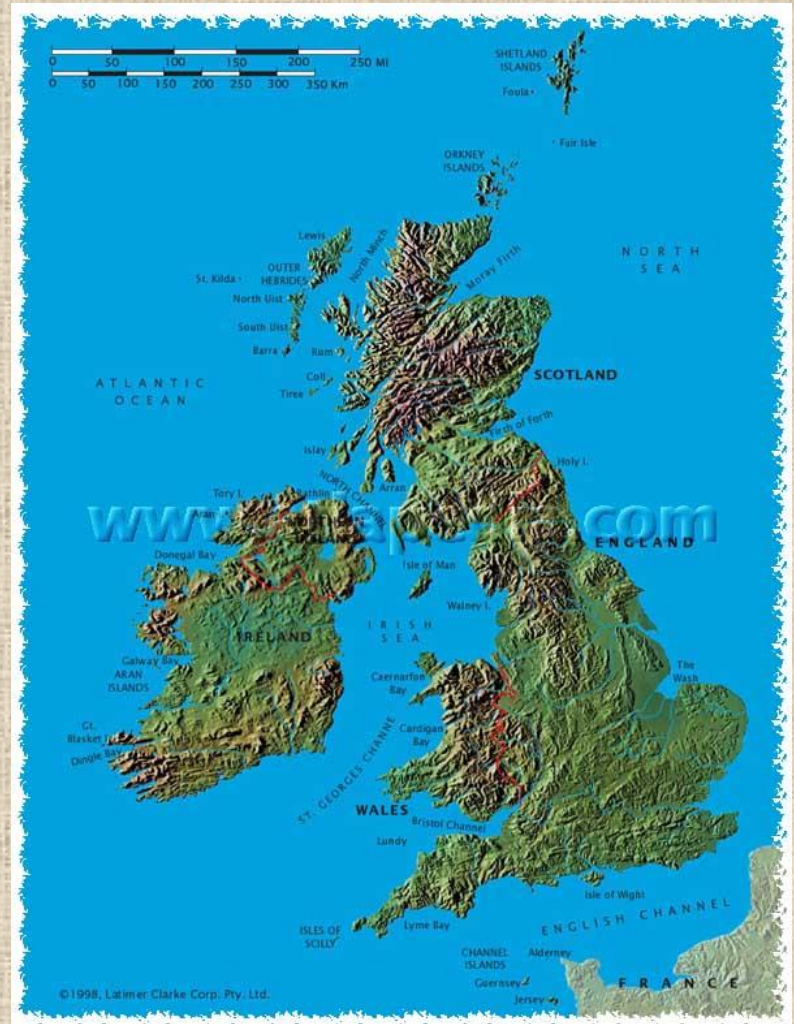 0 50 100 150 200 250 MI
0 50 100 150 200 250 300 350 Km
SHETLAND
ISLANDS
Foula
Fair Isle
ORKNEY
ISLANDS
NORTH
SEA
Lewis
North Minch
Moray Firth
OUTER
HEBRIDES
St. Kilda
North Uist
South Uist
Barra
Rum
Coll
Tiree
ATLANTIC
OCEAN
SCOTLAND
Firth of Forth
Islay
Holy I.
NORTH CHANNEL
Arran
Tory I.
Rathlin
Aran
www.
.com
ENGLAND
Donegal Bay
Isle of Man
Walney I.
IRISH
SEA
IRELAND
Galway Bay
ARAN
ISLANDS
Caernarfon
Bay
The
Wash
Gt.
Blasket I.
Dingle Bay
Cardigan
Bay
ST. GEORGES CHANNE
WALES
Bristol Channel
Lundy
Isle of Wight
ENGLISH CHANNEL
Lyme Bay
ISLES OF
SCILLY
CHANNEL
ISLANDS
Alderney
Guernsey
Jersey
FRANCE
©1998, Latimer Clarke Corp. Pty. Ltd.